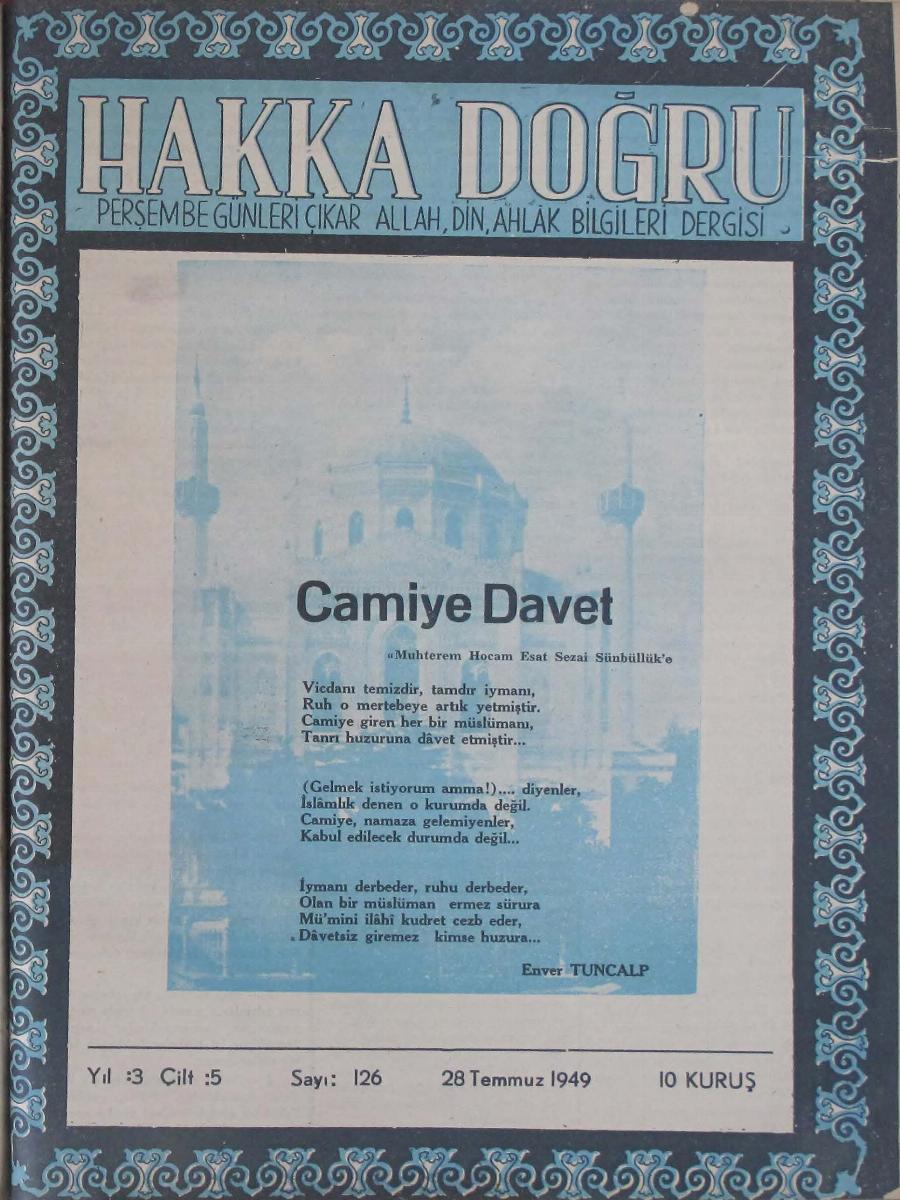 HAKKA DOĞRU
PERŞEMBE GÜNLERİ ÇIKAR ALLAH, DİN, AHLÂK BİLGİLERİ DERGİSİ
Camiye Davet
«Muhterem Hocam Esat Sezai Sünbüllük'e
Vicdanı temizdir, tamdır iymanı,
Ruh o mertebeye artık yetmiştir.
Camiye giren her bir müslümanı,
Tanrı huzuruna dâvet etmiştir...
(Gelmek istiyorum amma!).... diyenler,
İslâmlık denen o kurumda değil.
Camiye, namaza gelemiyenler,
Kabul edilecek durumda değil...
İymanı derbeder, ruhu derbeder,
Olan bir müslüman ermez sürura
Mü'mini ilâhî kudret cezb eder,
Dâvetsiz giremez kimse huzura...
Enver TUNCALP
Yıl :3 Çilt :5 Sayı: 126 28 Temmuz 1949 10 KURUŞ